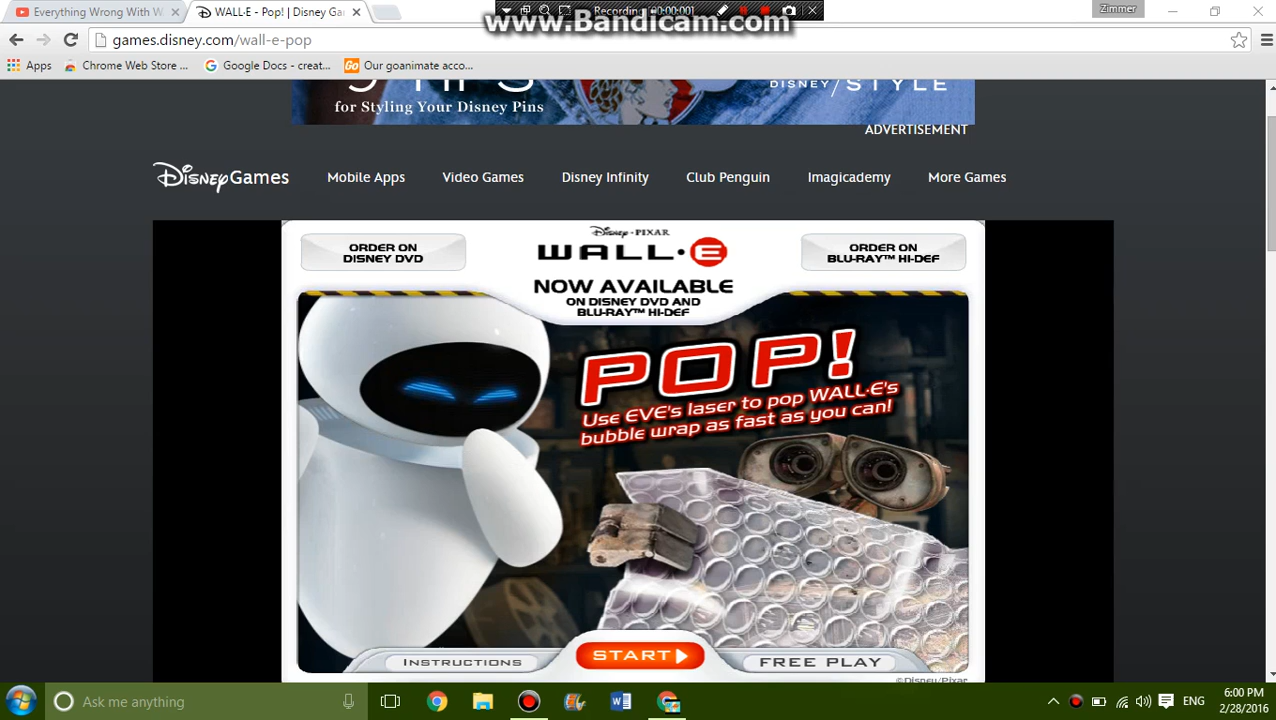 Everything Wrong With W
WALL·E - Pop! | Disney Ga
Recording
www.Bandicam.com
Zimmer
games.disney.com/wall-e-pop
Apps
Chrome Web Store ...
Google Docs - creat...
Go
Our goanimate acco...
for Styling Your Disney Pins
DISNEY/STYLE
ADVERTISEMENT
Disney Games
Mobile Apps
Video Games
Disney Infinity
Club Penguin
Imagicademy
More Games
ORDER ON
DISNEY DVD
Disney·PIXAR
WALL·E
ORDER ON
BLU-RAY™ HI-DEF
NOW AVAILABLE
ON DISNEY DVD AND
BLU-RAY™ HI-DEF
POP!
Use EVE's laser to pop WALL·E's
bubble wrap as fast as you can!
INSTRUCTIONS
START
FREE PLAY
©Disney/Pixar
Ask me anything
ENG
6:00 PM
2/28/2016